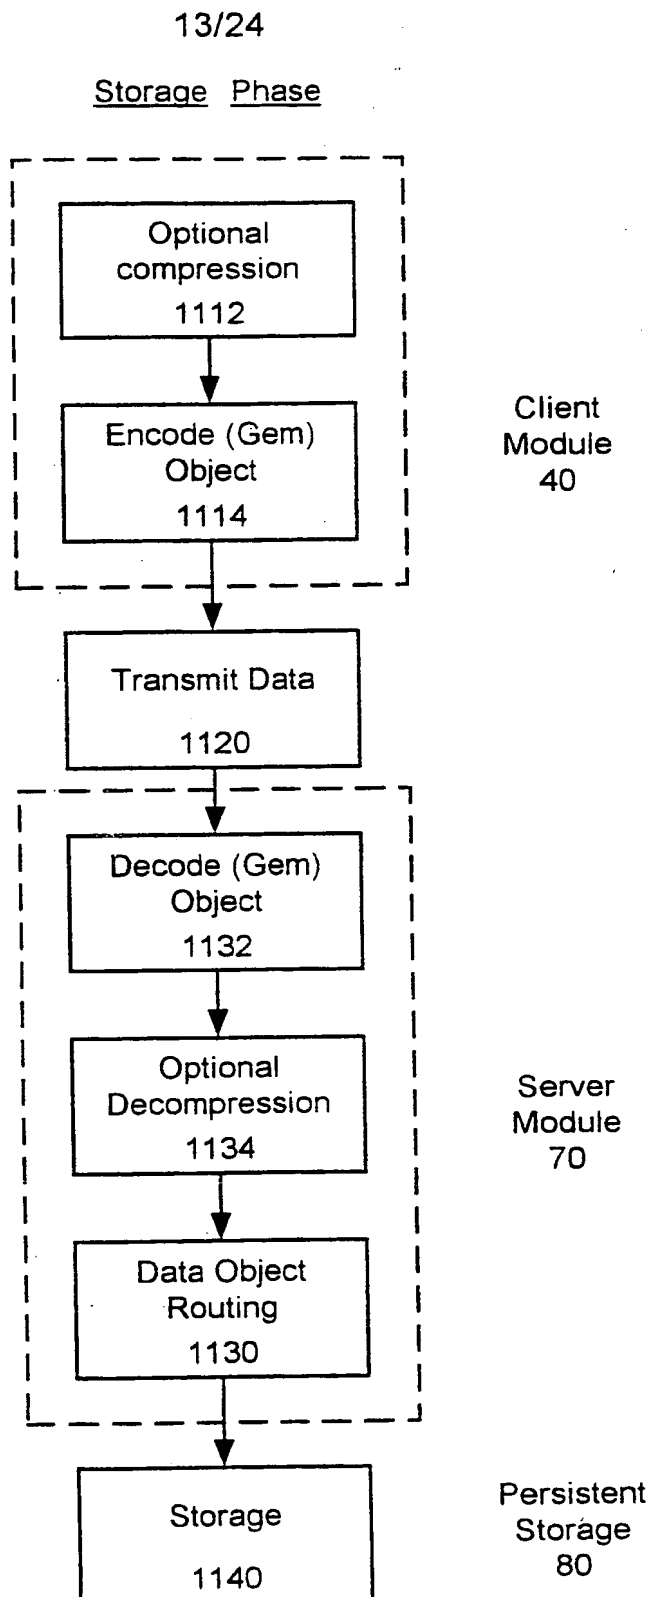 13/24
Storage Phase
Optional
compression
1112
Encode (Gem)
Object
1114
Client
Module
40
Transmit Data
1120
Decode (Gem)
Object
1132
Optional
Decompression
1134
Server
Module
70
Data Object
Routing
1130
Storage
1140
Persistent
Storage
80